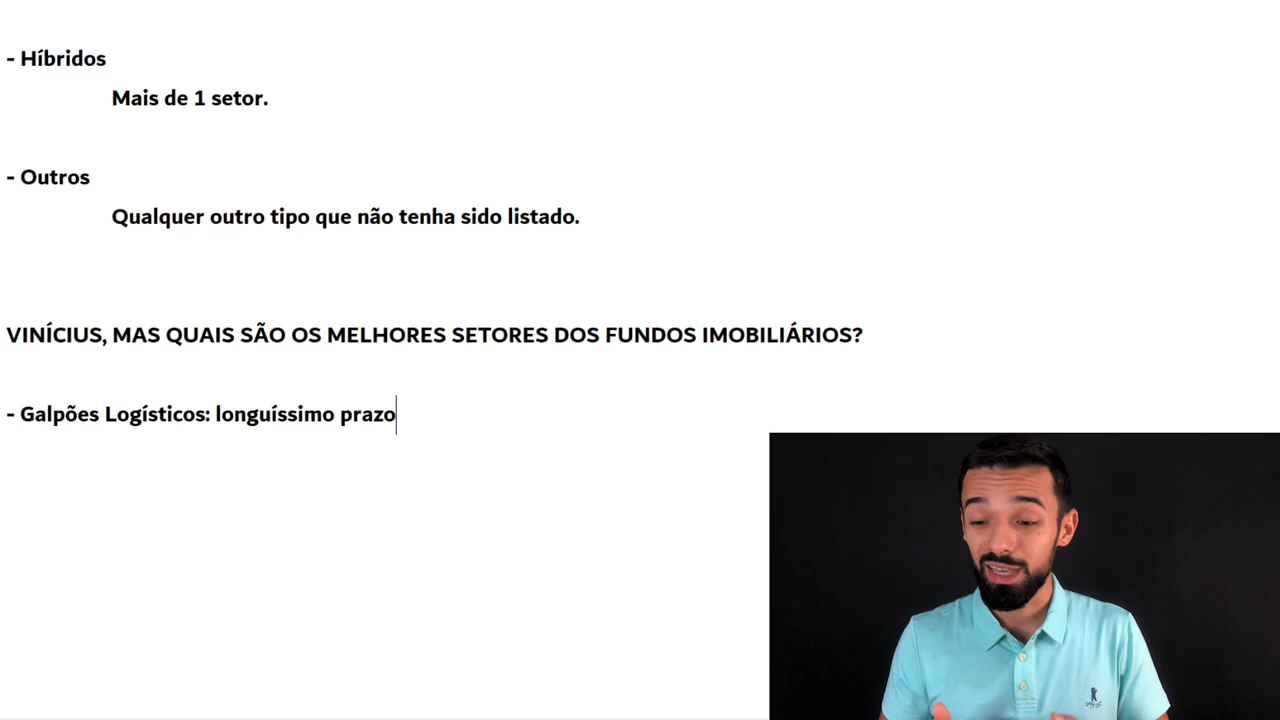 - Híbridos
Mais de 1 setor.
- Outros
Qualquer outro tipo que não tenha sido listado.
VINÍCIUS, MAS QUAIS SÃO OS MELHORES SETORES DOS FUNDOS IMOBILIÁRIOS?
- Galpões Logísticos: longuíssimo prazo